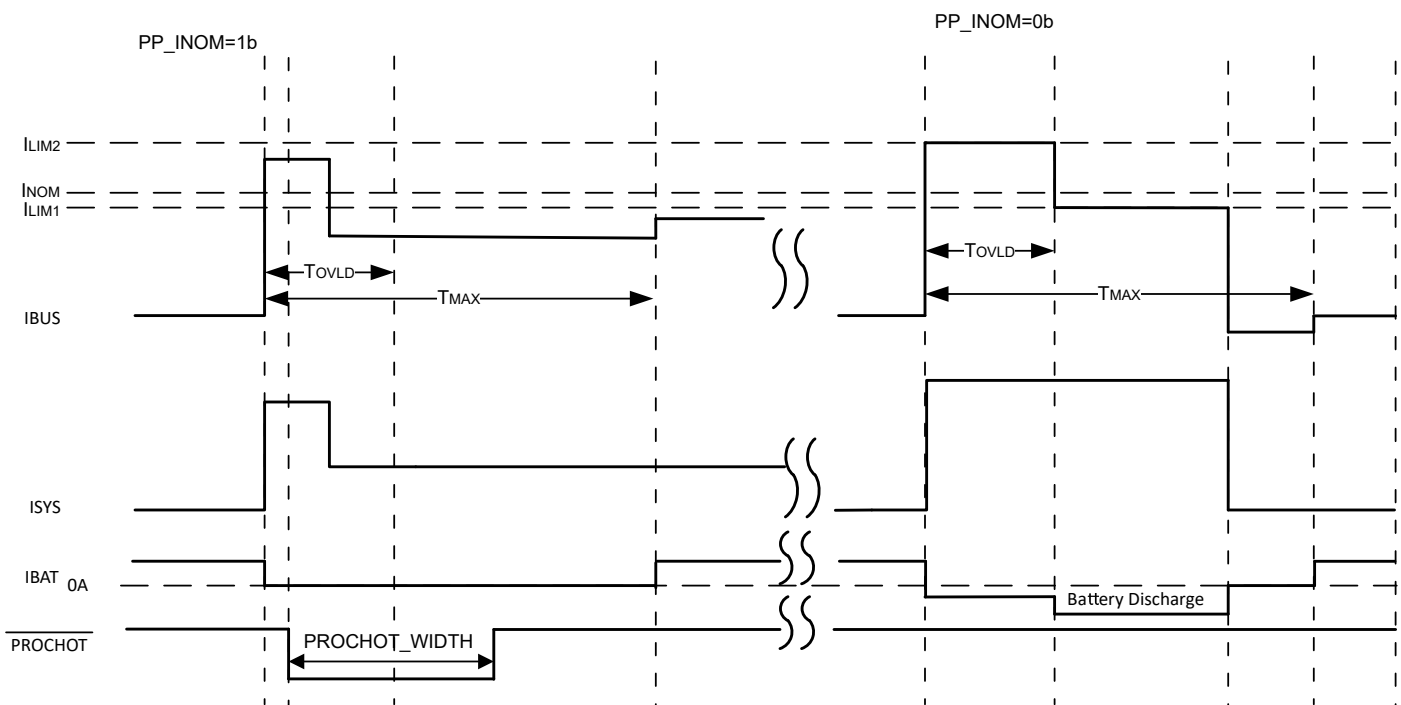 PP_INOM=1b
PP_INOM=0b
ILIM2
INOM
ILIM1
TOVLD
TOVLD
TMAX
TMAX
IBUS
ISYS
IBAT 0A
Battery Discharge
PROCHOT
PROCHOT_WIDTH